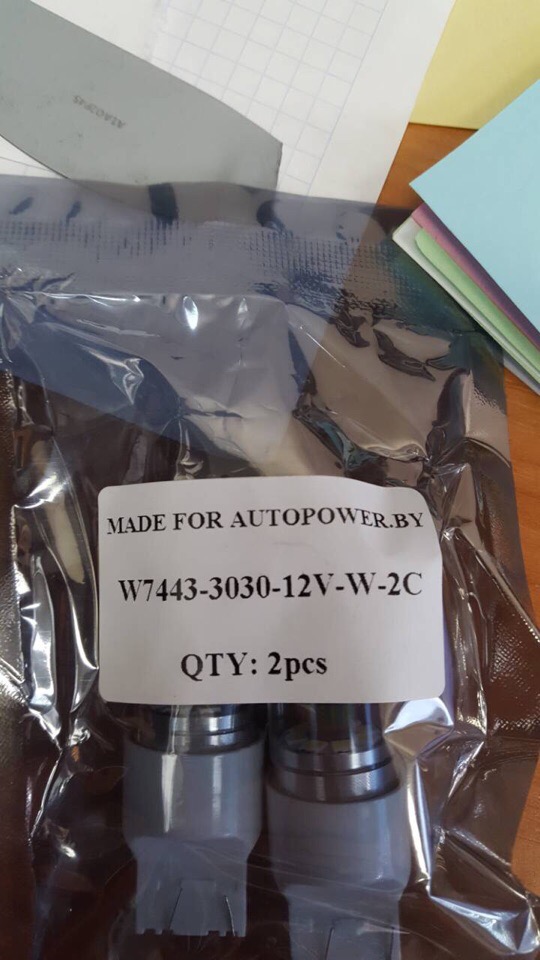 MADE FOR AUTOPOWER.BY
W7443-3030-12V-W-2C
QTY: 2pcs